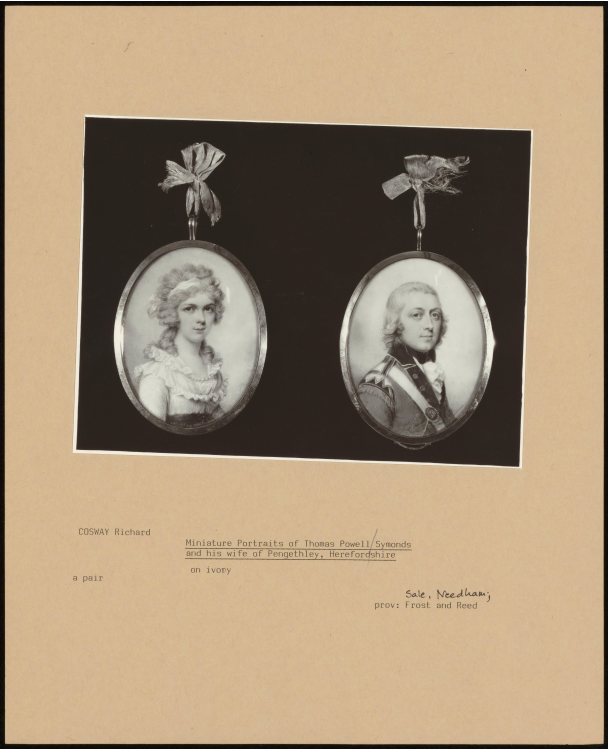 COSWAY Richard
Miniature Portraits of Thomas Powell/Symonds
and his wife of Pengethley, Herefordshire
on ivory
a pair
Sale, Needham;
prov: Frost and Reed